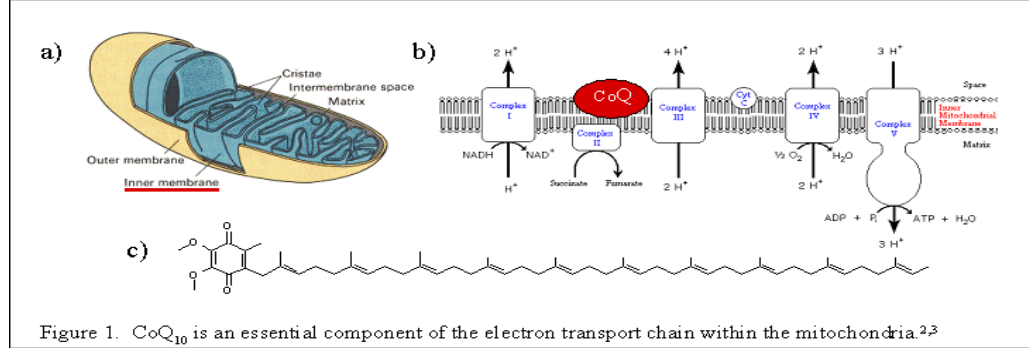 a)
Cristae
Intermembrane space
Matrix
Outer membrane
Inner membrane
b)
2 H⁺
4 H⁺
2 H⁺
3 H⁺
Complex I
CoQ
Complex II
Complex III
Cyt C
Complex IV
Complex V
Space
Inner Mitochondrial Membrane
Matrix
NADH
NAD⁺
Succinate
Fumarate
½ O₂
H₂O
H⁺
2 H⁺
2 H⁺
ADP + Pᵢ
ATP + H₂O
3 H⁺
c)
O
O
O
O
Figure 1. CoQ₁₀ is an essential component of the electron transport chain within the mitochondria.²,³